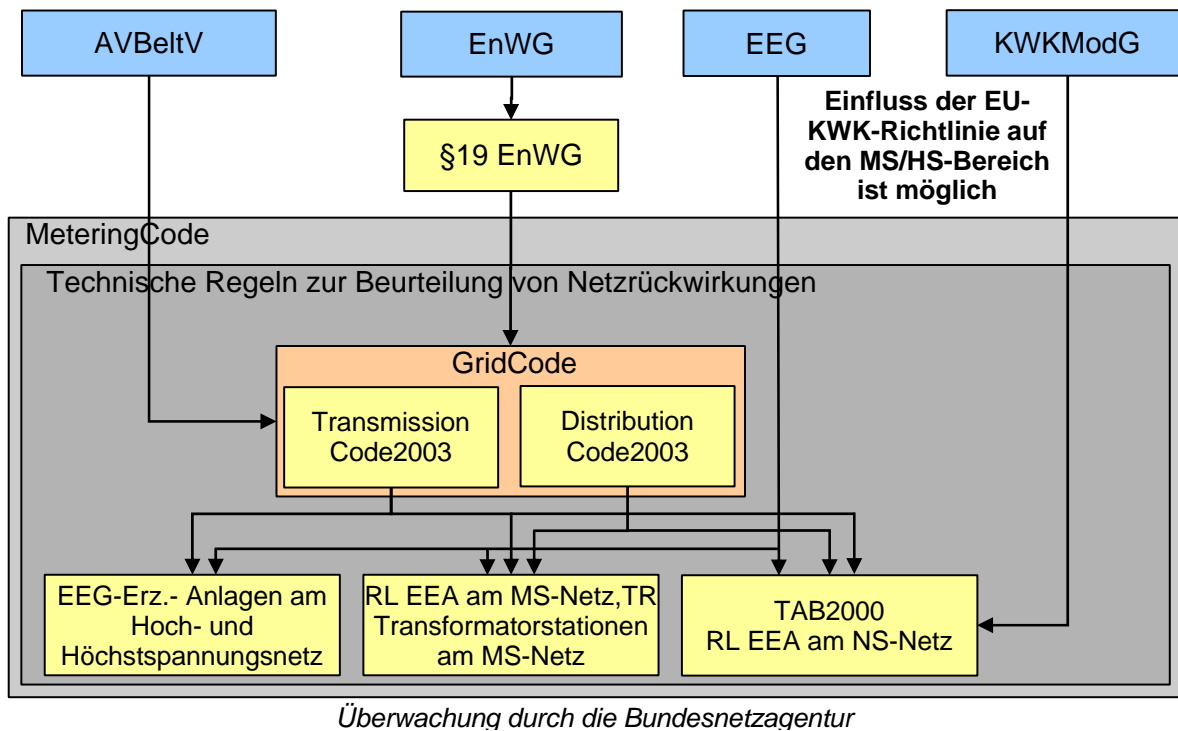 AVBeltV
EnWG
EEG
KWKModG
Einfluss der EU-
KWK-Richtlinie auf
den MS/HS-Bereich
ist möglich
§19 EnWG
MeteringCode
Technische Regeln zur Beurteilung von Netzrückwirkungen
GridCode
Transmission
Code2003
Distribution
Code2003
EEG-Erz.- Anlagen am
Hoch- und
Höchstspannungsnetz
RL EEA am MS-Netz,TR
Transformatorstationen
am MS-Netz
TAB2000
RL EEA am NS-Netz
Überwachung durch die Bundesnetzagentur